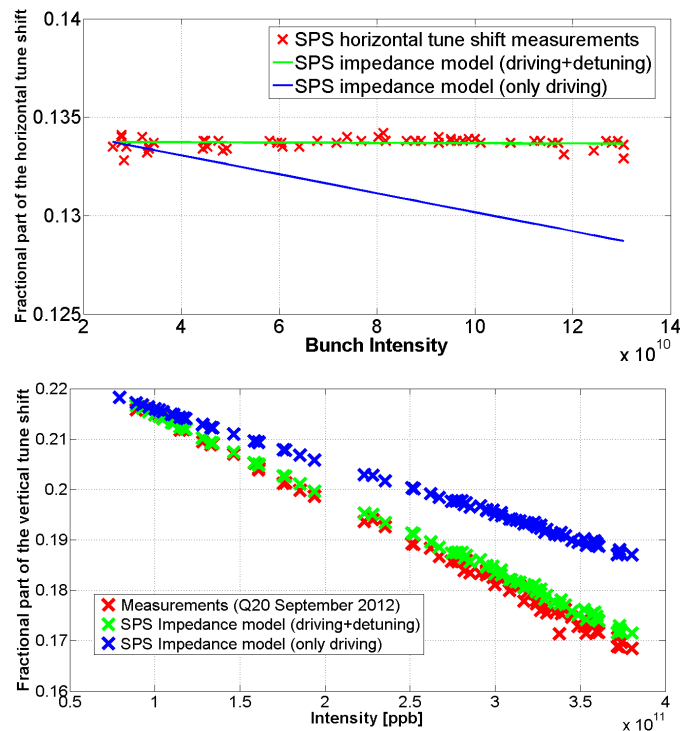 0.14
0.135
0.13
0.125
Fractional part of the horizontal tune shift
SPS horizontal tune shift measurements
SPS impedance model (driving+detuning)
SPS impedance model (only driving)
2 4 6 8 10 12 14
Bunch Intensity
x 10^10
0.22
0.21
0.2
0.19
0.18
0.17
0.16
Fractional part of the vertical tune shift
Measurements (Q20 September 2012)
SPS Impedance model (driving+detuning)
SPS Impedance model (only driving)
0.5 1 1.5 2 2.5 3 3.5 4
Intensity [ppb]
x 10^11